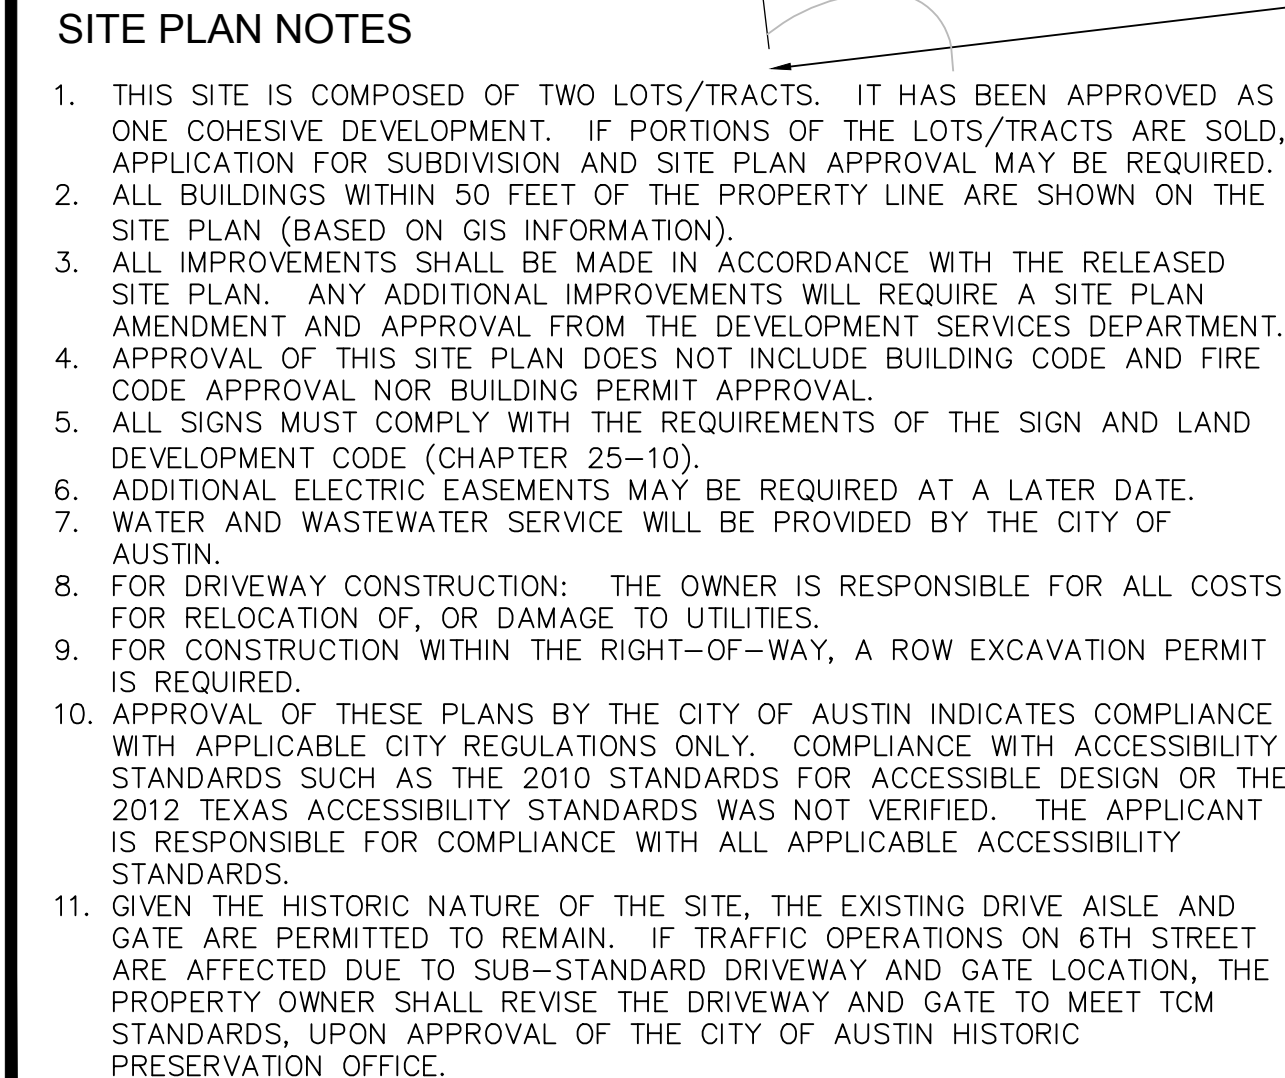 SITE PLAN NOTES
1. THIS SITE IS COMPOSED OF TWO LOTS/TRACTS. IT HAS BEEN APPROVED AS
ONE COHESIVE DEVELOPMENT. IF PORTIONS OF THE LOTS/TRACTS ARE SOLD,
APPLICATION FOR SUBDIVISION AND SITE PLAN APPROVAL MAY BE REQUIRED.
2. ALL BUILDINGS WITHIN 50 FEET OF THE PROPERTY LINE ARE SHOWN ON THE
SITE PLAN (BASED ON GIS INFORMATION).
3. ALL IMPROVEMENTS SHALL BE MADE IN ACCORDANCE WITH THE RELEASED
SITE PLAN. ANY ADDITIONAL IMPROVEMENTS WILL REQUIRE A SITE PLAN
AMENDMENT AND APPROVAL FROM THE DEVELOPMENT SERVICES DEPARTMENT.
4. APPROVAL OF THIS SITE PLAN DOES NOT INCLUDE BUILDING CODE AND FIRE
CODE APPROVAL NOR BUILDING PERMIT APPROVAL.
5. ALL SIGNS MUST COMPLY WITH THE REQUIREMENTS OF THE SIGN AND LAND
DEVELOPMENT CODE (CHAPTER 25-10).
6. ADDITIONAL ELECTRIC EASEMENTS MAY BE REQUIRED AT A LATER DATE.
7. WATER AND WASTEWATER SERVICE WILL BE PROVIDED BY THE CITY OF
AUSTIN.
8. FOR DRIVEWAY CONSTRUCTION: THE OWNER IS RESPONSIBLE FOR ALL COSTS
FOR RELOCATION OF, OR DAMAGE TO UTILITIES.
9. FOR CONSTRUCTION WITHIN THE RIGHT-OF-WAY, A ROW EXCAVATION PERMIT
IS REQUIRED.
10. APPROVAL OF THESE PLANS BY THE CITY OF AUSTIN INDICATES COMPLIANCE
WITH APPLICABLE CITY REGULATIONS ONLY. COMPLIANCE WITH ACCESSIBILITY
STANDARDS SUCH AS THE 2010 STANDARDS FOR ACCESSIBLE DESIGN OR THE
2012 TEXAS ACCESSIBILITY STANDARDS WAS NOT VERIFIED. THE APPLICANT
IS RESPONSIBLE FOR COMPLIANCE WITH ALL APPLICABLE ACCESSIBILITY
STANDARDS.
11. GIVEN THE HISTORIC NATURE OF THE SITE, THE EXISTING DRIVE AISLE AND
GATE ARE PERMITTED TO REMAIN. IF TRAFFIC OPERATIONS ON 6TH STREET
ARE AFFECTED DUE TO SUB-STANDARD DRIVEWAY AND GATE LOCATION, THE
PROPERTY OWNER SHALL REVISE THE DRIVEWAY AND GATE TO MEET TCM
STANDARDS, UPON APPROVAL OF THE CITY OF AUSTIN HISTORIC
PRESERVATION OFFICE.